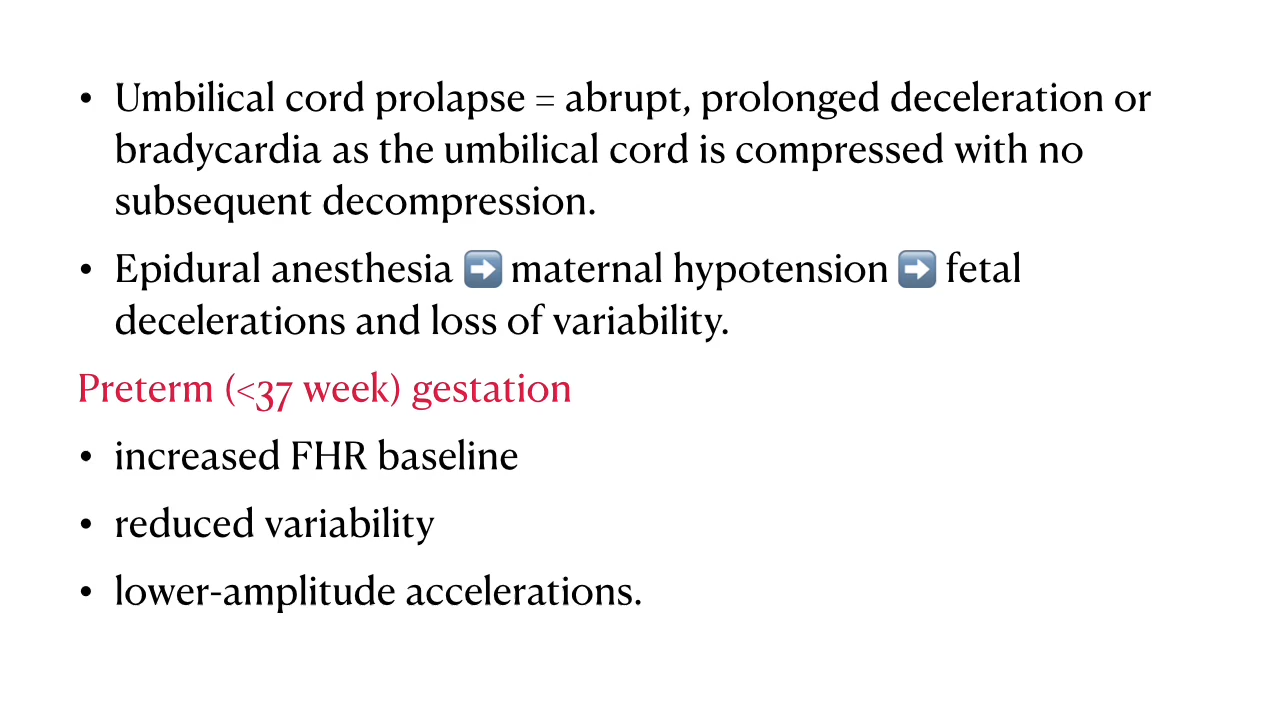 • Umbilical cord prolapse = abrupt, prolonged deceleration or
bradycardia as the umbilical cord is compressed with no
subsequent decompression.
• Epidural anesthesia ➡️ maternal hypotension ➡️ fetal
decelerations and loss of variability.
Preterm (<37 week) gestation
• increased FHR baseline
• reduced variability
• lower-amplitude accelerations.